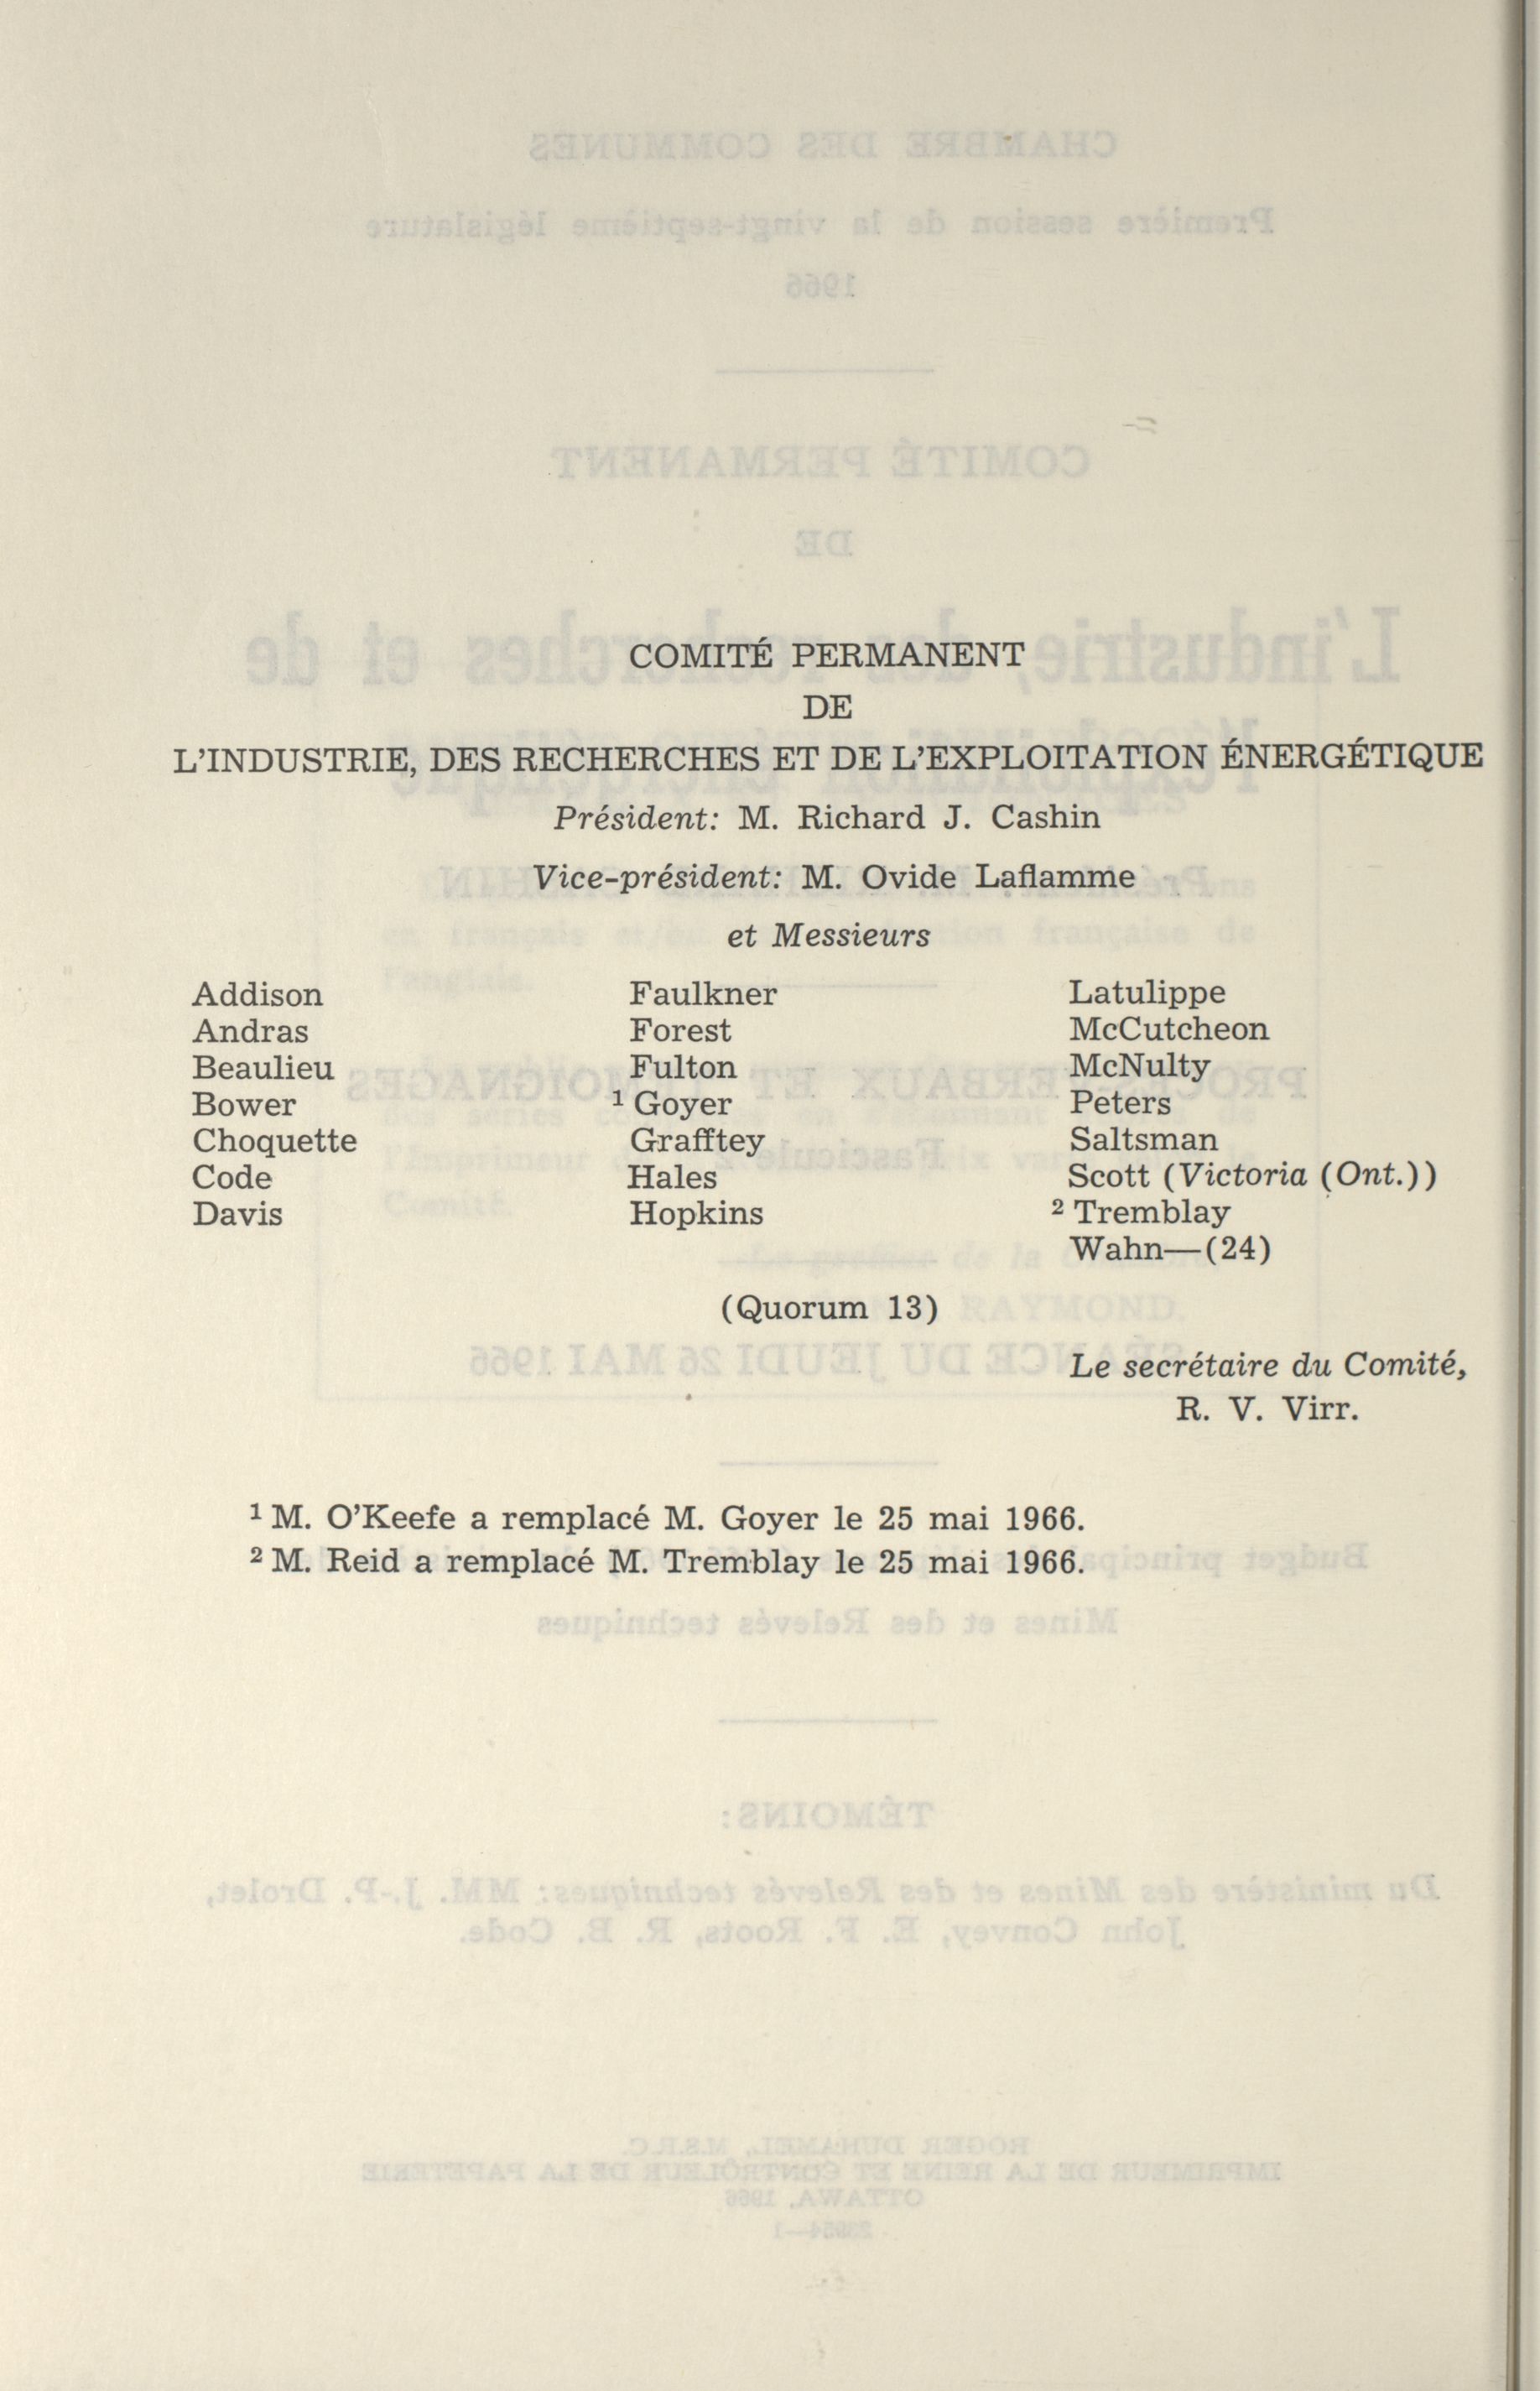 COMITÉ PERMANENT
DE
L'INDUSTRIE, DES RECHERCHES ET DE L'EXPLOITATION ÉNERGÉTIQUE
Président: M. Richard J. Cashin
Vice-président: M. Ovide Laflamme
et Messieurs
Addison
Andras
Beaulieu
Bower
Choquette
Code
Davis
Faulkner
Forest
Fulton
¹ Goyer
Grafftey
Hales
Hopkins
Latulippe
McCutcheon
McNulty
Peters
Saltsman
Scott (Victoria (Ont.))
² Tremblay
Wahn—(24)
(Quorum 13)
Le secrétaire du Comité,
R. V. Virr.
¹ M. O'Keefe a remplacé M. Goyer le 25 mai 1966.
² M. Reid a remplacé M. Tremblay le 25 mai 1966.